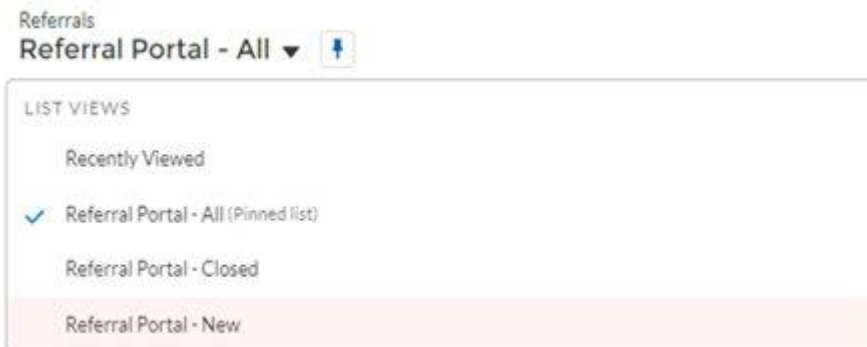 Referrals
Referral Portal - All
LIST VIEWS
Recently Viewed
Referral Portal - All (Pinned list)
Referral Portal - Closed
Referral Portal - New